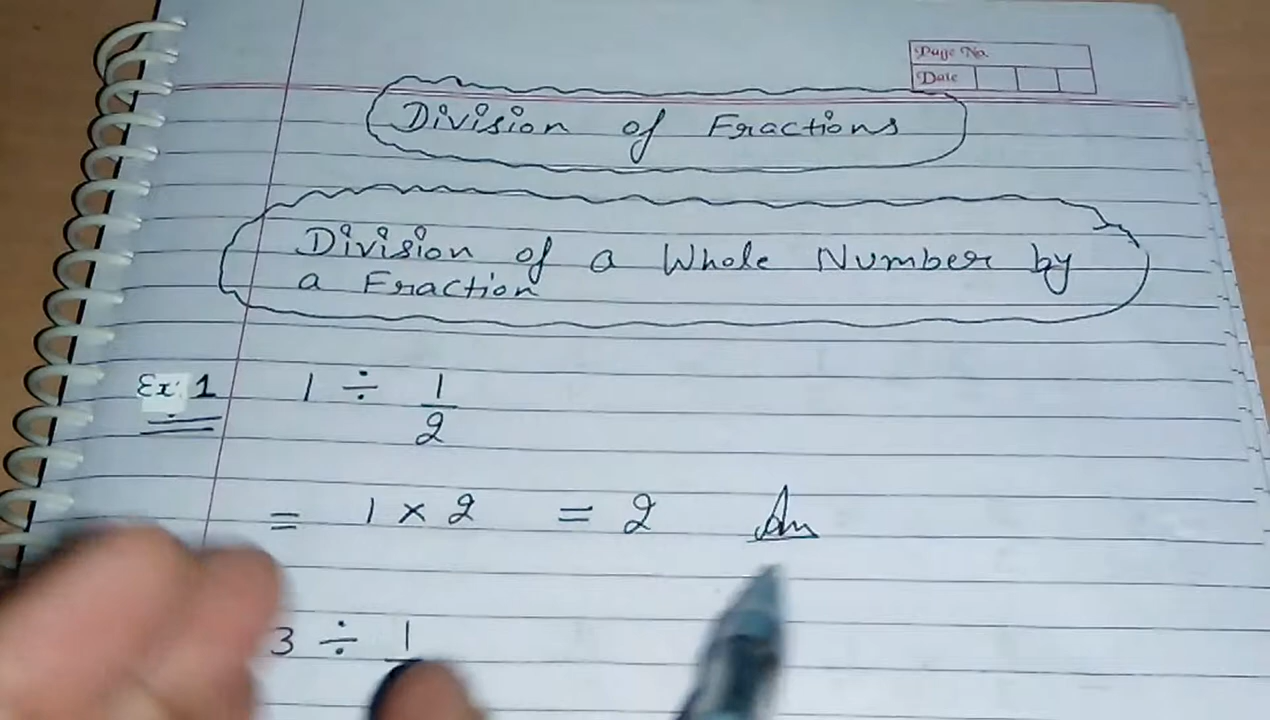 Page No.
Date
Division of Fractions
Division of a Whole Number by
a Fraction
Ex: 1 1 ÷ 1/2
= 1 × 2 = 2 Ans
3 ÷ 1